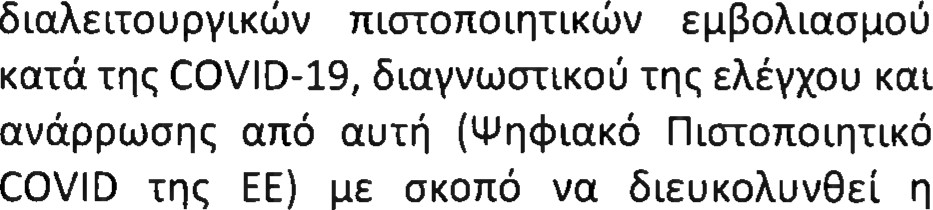 διαλειτουργικών πιστοποιητικών εμβολιασμού
κατά της COVID-19, διαγνωστικού της ελέγχου και
ανάρρωσης από αυτή (Ψηφιακό Πιστοποιητικό
COVID της ΕΕ) με σκοπό να διευκολυνθεί η